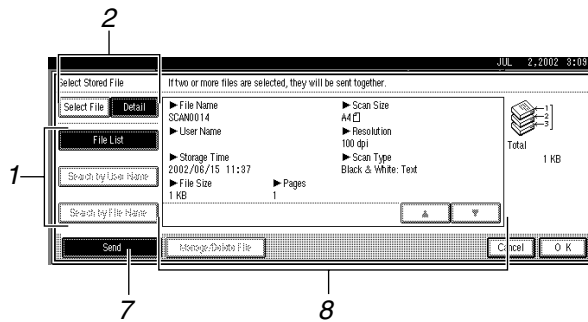 2
JUL 2,2002 3:09
Select Stored File If two or more files are selected, they will be sent together.
Select File Detail
▶ File Name ▶ Scan Size
SCAN0014 A4
▶ User Name ▶ Resolution
100 dpi
▶ Storage Time ▶ Scan Type
2002/06/15 11:37 Black & White: Text
▶ File Size ▶ Pages
1 KB 1
1
2
3
Total
1 KB
File List
Search by User Name
Search by File Name
1
Send Manage/Delete File Cancel O K
7 8